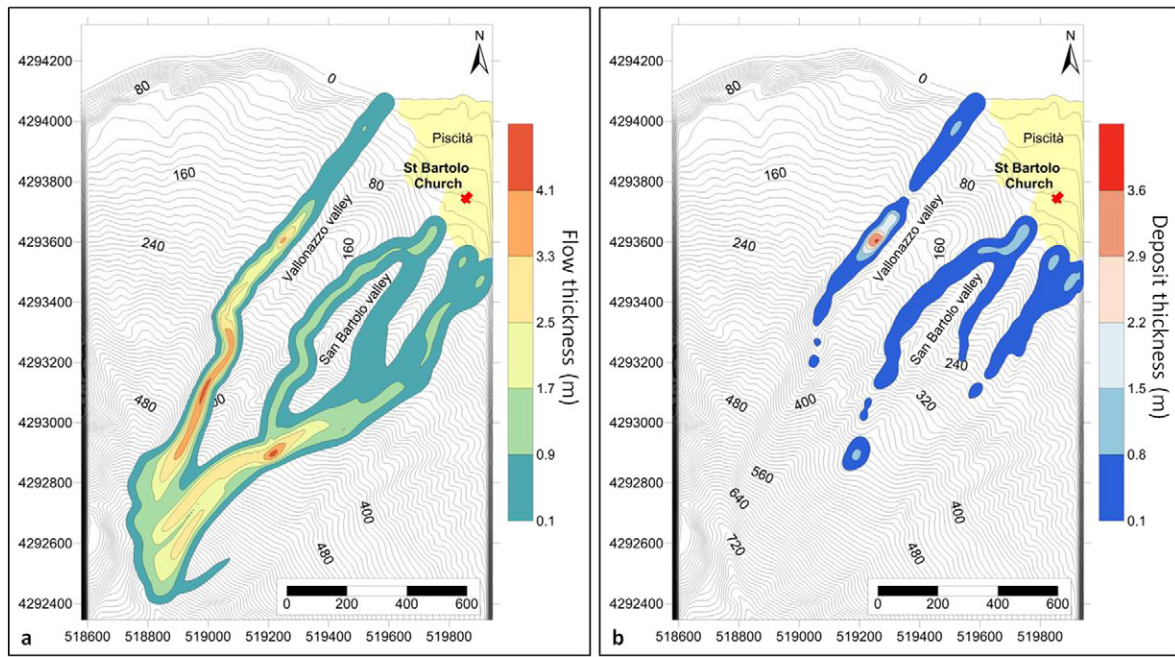 N
4294200
4294000
4293800
4293600
4293400
4293200
4293000
4292800
4292600
4292400
80
0
160
240
80
160
480
400
480
Piscità
St Bartolo
Church
Vallonazzo valley
San Bartolo valley
0 200 400 600
518600 518800 519000 519200 519400 519600 519800
a
4.1
3.3
2.5
1.7
0.9
0.1
Flow thickness (m)
N
4294200
4294000
4293800
4293600
4293400
4293200
4293000
4292800
4292600
4292400
80
0
160
240
80
160
240
320
400
480
560
640
720
400
480
Piscità
St Bartolo
Church
Vallonazzo valley
San Bartolo valley
0 200 400 600
518600 518800 519000 519200 519400 519600 519800
b
3.6
2.9
2.2
1.5
0.8
0.1
Deposit thickness (m)